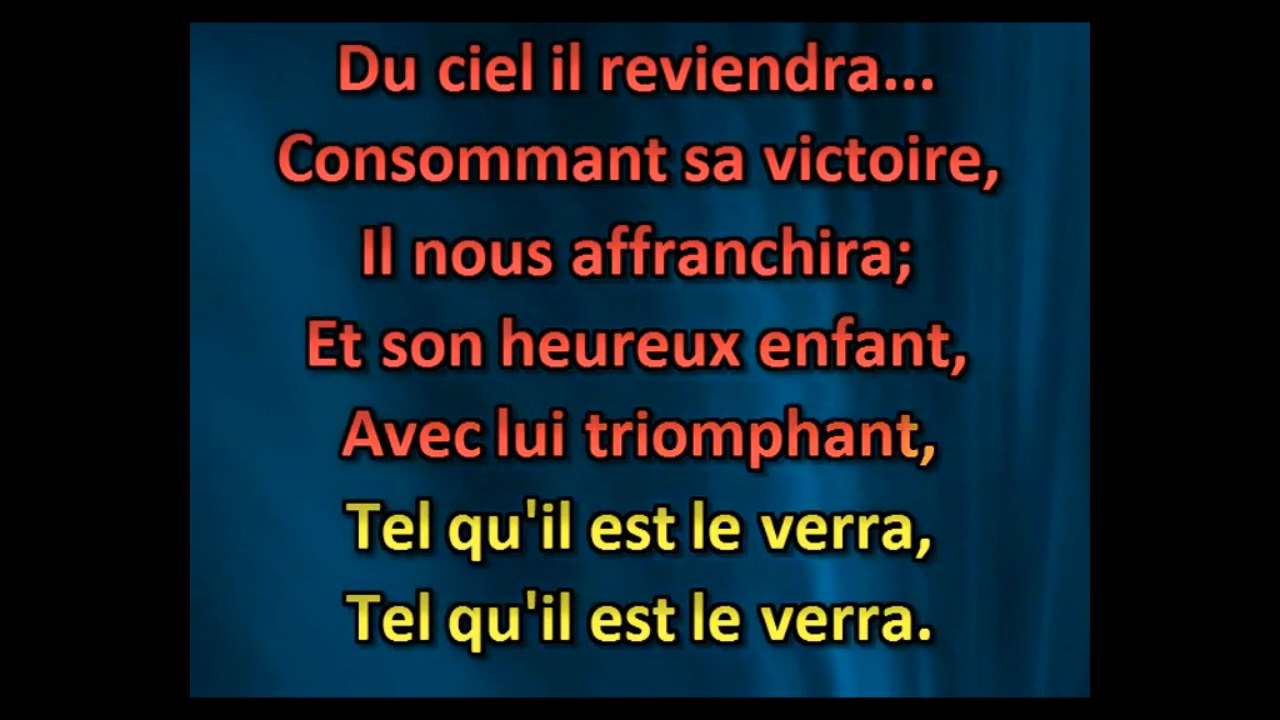 Du ciel il reviendra...
Consommant sa victoire,
Il nous affranchira;
Et son heureux enfant,
Avec lui triomphant,
Tel qu'il est le verra,
Tel qu'il est le verra.